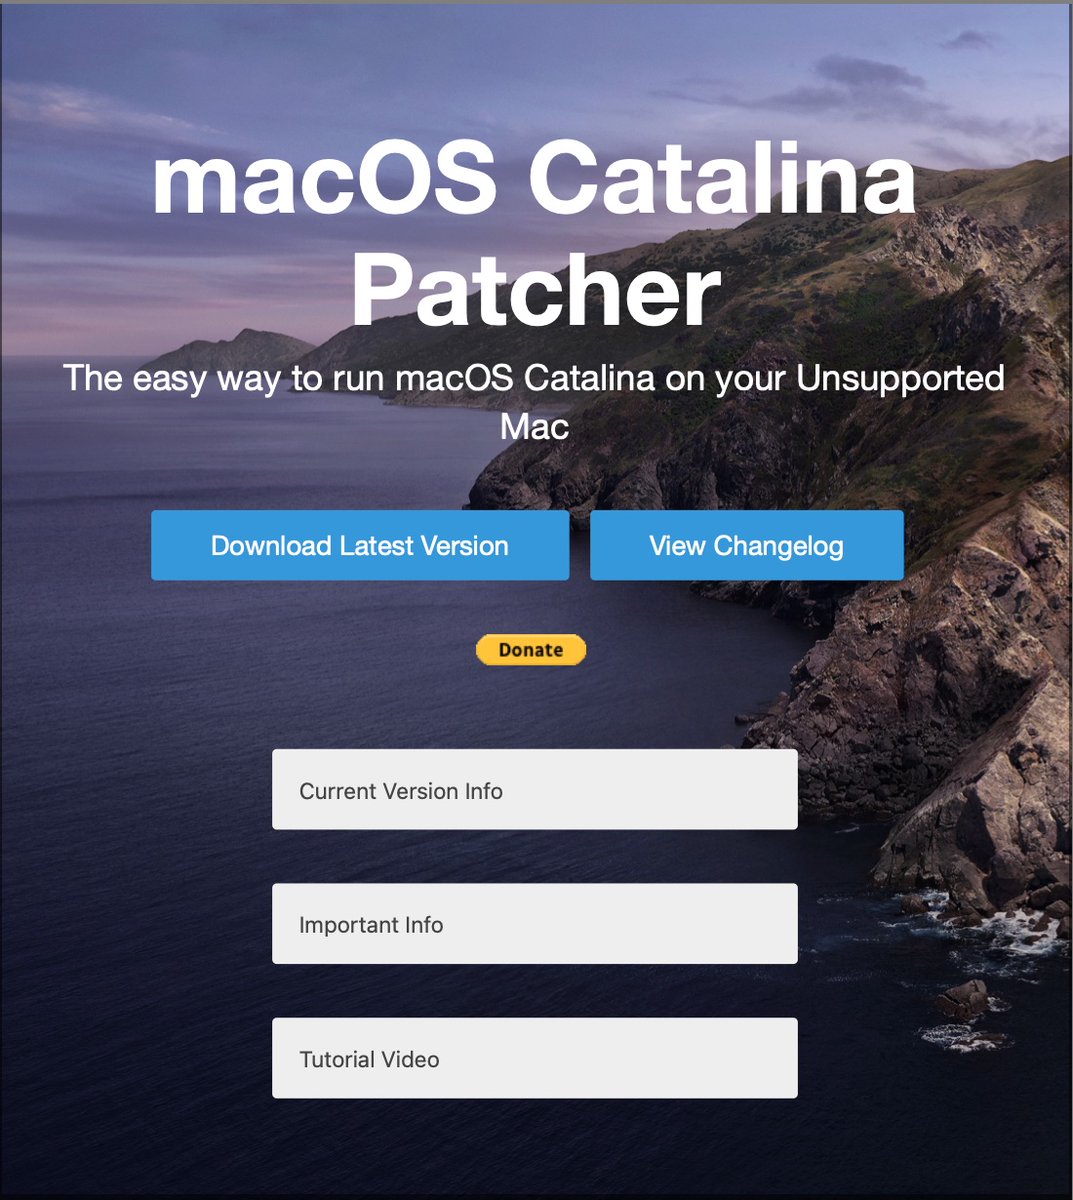 macOS Catalina
Patcher
The easy way to run macOS Catalina on your Unsupported
Mac
Download Latest Version
View Changelog
Donate
Current Version Info
Important Info
Tutorial Video